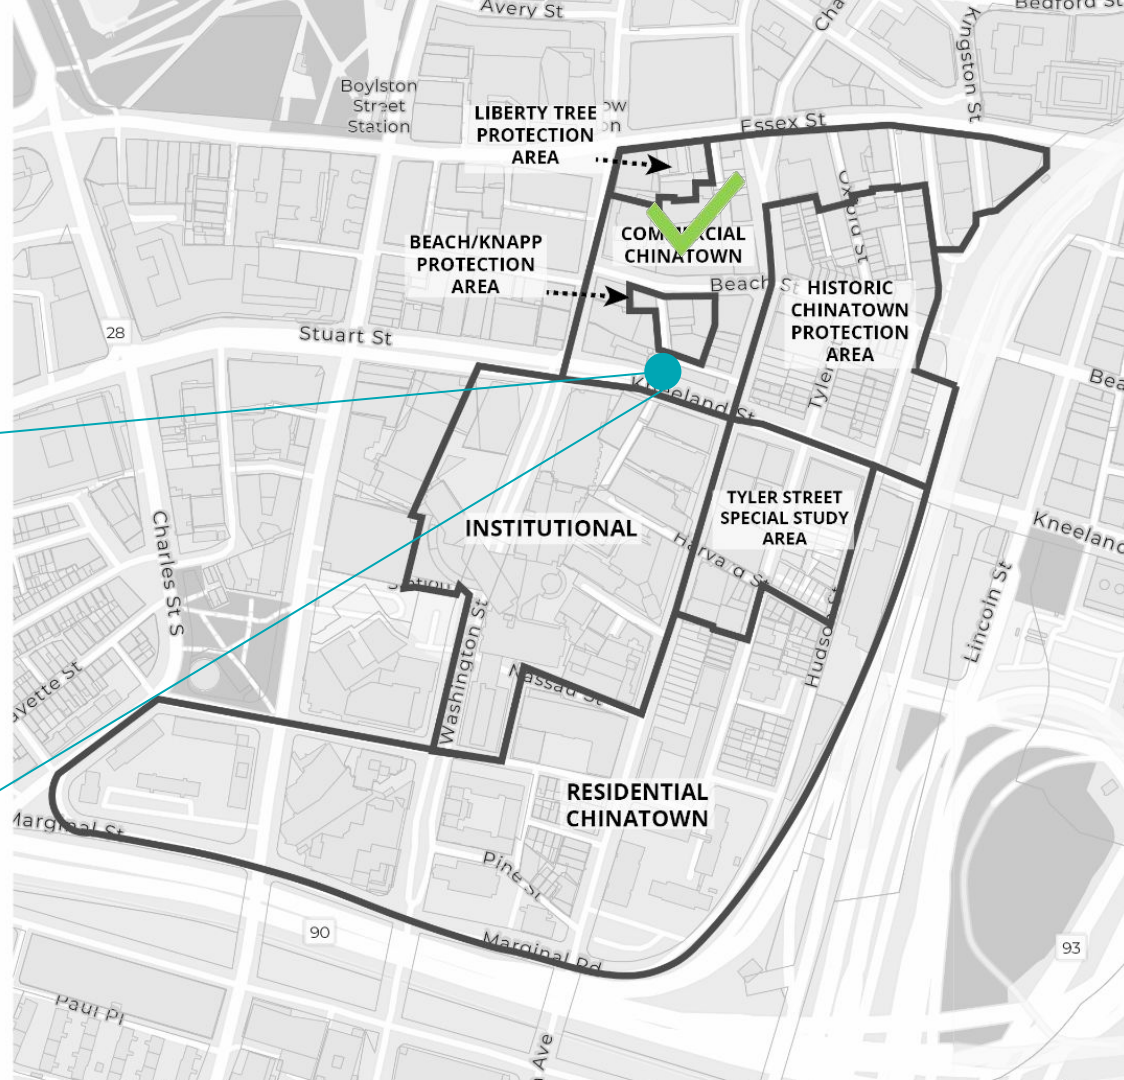 Avery St
Bedford St
Kingston St
Boylston
Street
Station
LIBERTY TREE
PROTECTION
AREA
Essex St
Oxford St
COMMERCIAL
CHINATOWN
BEACH/KNAPP
PROTECTION
AREA
Beach St
HISTORIC
CHINATOWN
PROTECTION
AREA
28
Stuart St
Tyler St
Kneeland St
Bea
INSTITUTIONAL
TYLER STREET
SPECIAL STUDY
AREA
Kneeland
Charles St S
Harvard St
Lincoln St
Washington St
Hudson St
ayette St
Nassau St
RESIDENTIAL
CHINATOWN
Marginal St
Pine St
90
Marginal Rd
93
Paul Pl
Ave